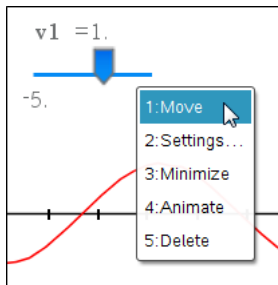 v1 =1.
-5.
1:Move
2:Settings...
3:Minimize
4:Animate
5:Delete